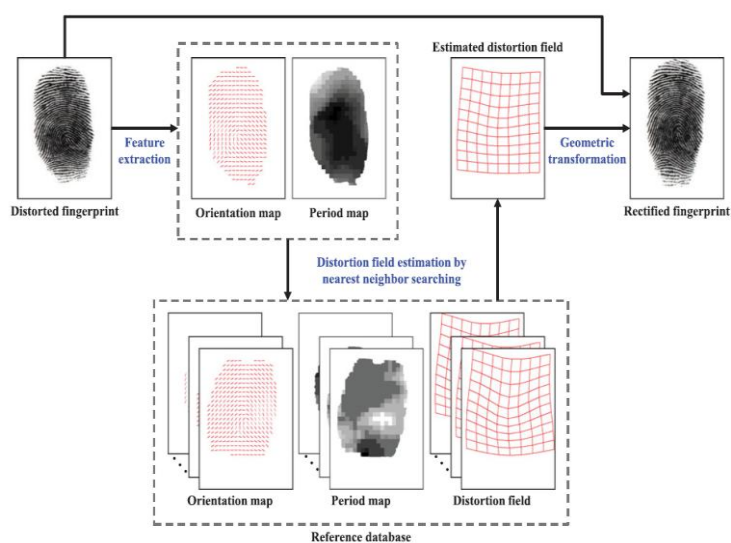 Estimated distortion field
Feature
extraction
Geometric
transformation
Distorted fingerprint
Orientation map
Period map
Rectified fingerprint
Distortion field estimation by
nearest neighbor searching
Orientation map
Period map
Distortion field
Reference database